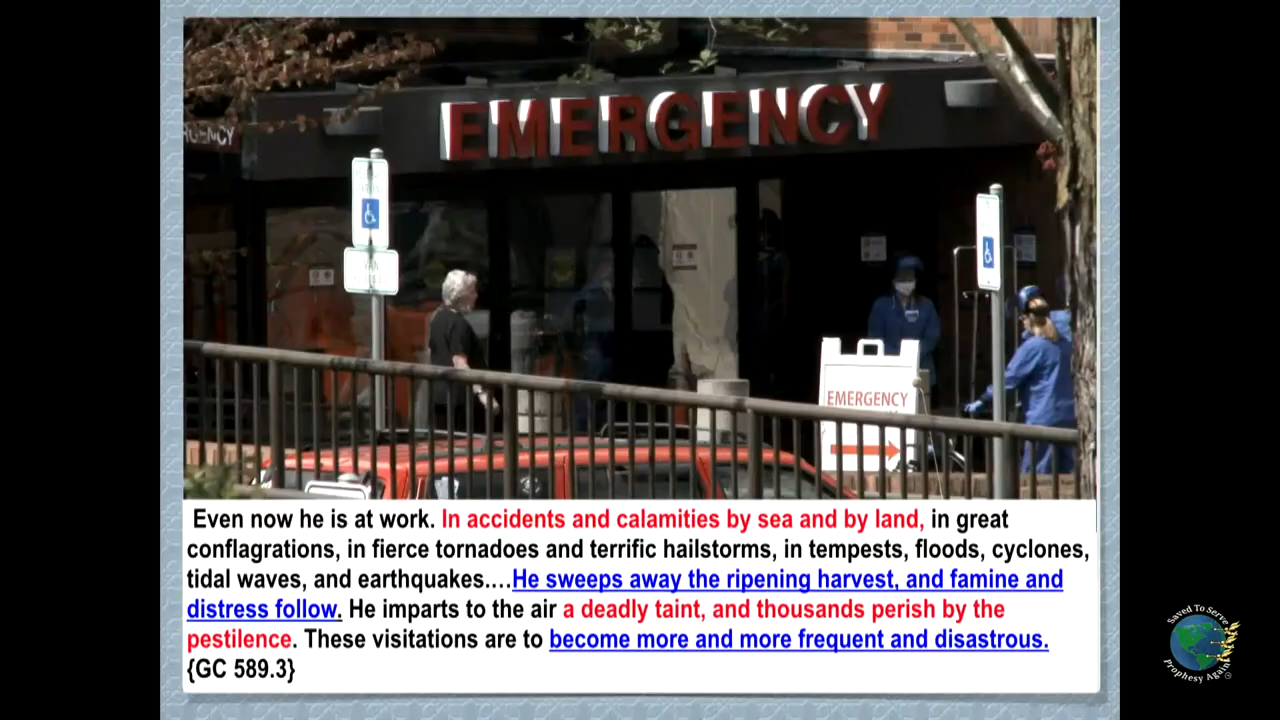 EMERGENCY
EMERGENCY
Even now he is at work. In accidents and calamities by sea and by land, in great
conflagrations, in fierce tornadoes and terrific hailstorms, in tempests, floods, cyclones,
tidal waves, and earthquakes....He sweeps away the ripening harvest, and famine and
distress follow. He imparts to the air a deadly taint, and thousands perish by the
pestilence. These visitations are to become more and more frequent and disastrous.
{GC 589.3}
Saved To Serve
Prophesy Again